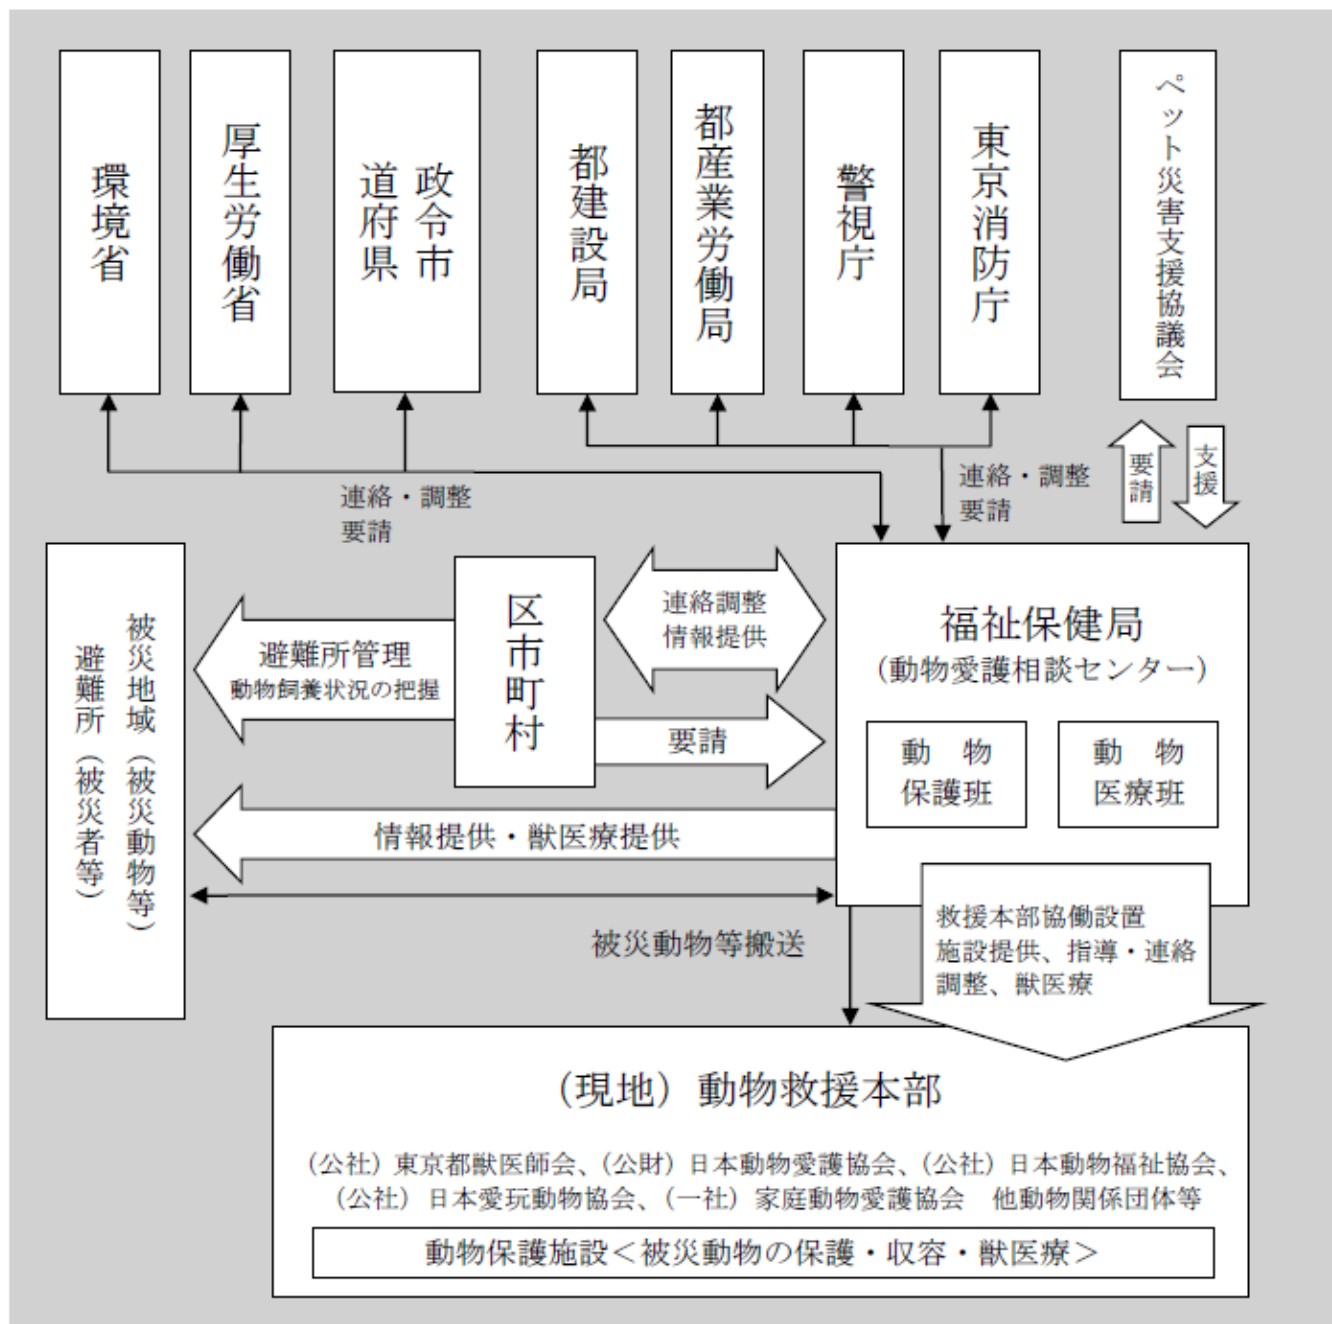 環境省
厚生労働省
政令市
道府県
都建設局
都産業労働局
警視庁
東京消防庁
ペット災害支援協議会
連絡・調整
要請
連絡・調整
要請
要請
支援
被災地域（被災動物等）
避難所（被災者等）
避難所管理
動物飼養状況の把握
区市町村
連絡調整
情報提供
要請
福祉保健局
（動物愛護相談センター）
動　物
保護班
動　物
医療班
情報提供・獣医療提供
被災動物等搬送
救援本部協働設置
施設提供、指導・連絡
調整、獣医療
（現地）動物救援本部
（公社）東京都獣医師会、（公財）日本動物愛護協会、（公社）日本動物福祉協会、
（公社）日本愛玩動物協会、（一社）家庭動物愛護協会　他動物関係団体等
動物保護施設＜被災動物の保護・収容・獣医療＞